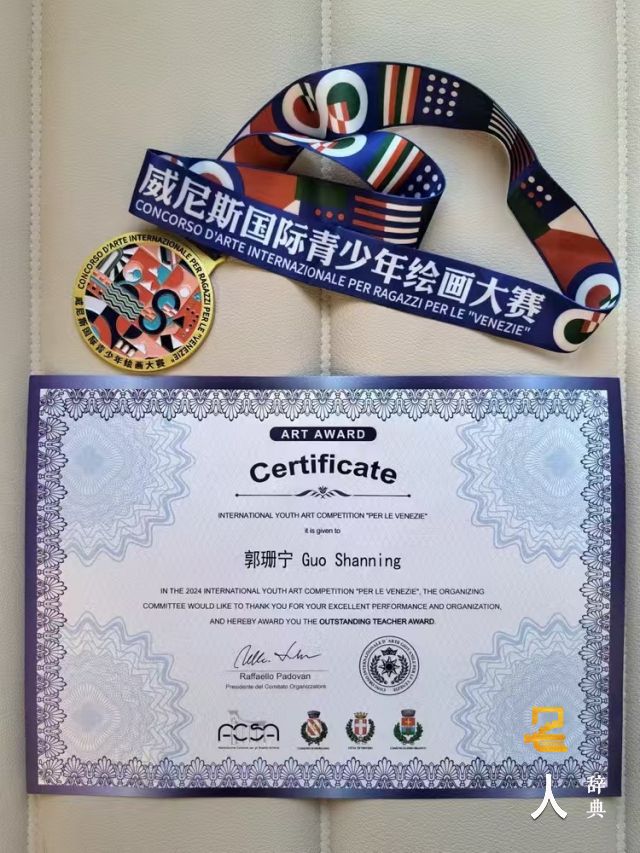 威尼斯国际青少年绘画大赛
CONCORSO D'ARTE INTERNAZIONALE PER RAGAZZI PER LE "VENEZIE"
CONCORSO D'ARTE INTERNAZIONALE PER RAGAZZI PER LE "VENEZIE"
威尼斯国际青少年绘画大赛
ART AWARD
Certificate
INTERNATIONAL YOUTH ART COMPETITION "PER LE VENEZIE"
it is given to
郭珊宁 Guo Shanning
IN THE 2024 INTERNATIONAL YOUTH ART COMPETITION "PER LE VENEZIE", THE ORGANIZING
COMMITTEE WOULD LIKE TO THANK YOU FOR YOUR EXCELLENT PERFORMANCE AND ORGANIZATION,
AND HEREBY AWARD YOU THE OUTSTANDING TEACHER AWARD.
Raffaello Padovan
Presidente del Comitato Organizzatore
ACSA
名
人
辞典